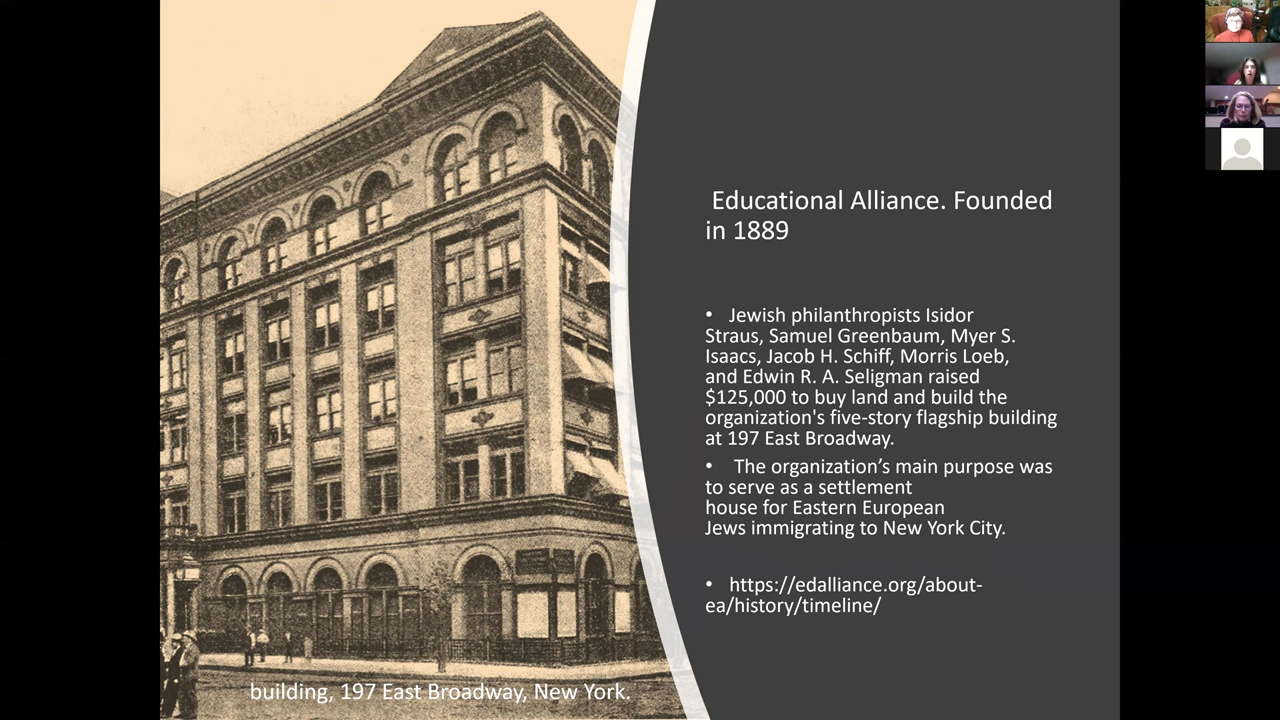 Educational Alliance. Founded
in 1889
• Jewish philanthropists Isidor
Straus, Samuel Greenbaum, Myer S.
Isaacs, Jacob H. Schiff, Morris Loeb,
and Edwin R. A. Seligman raised
$125,000 to buy land and build the
organization's five-story flagship building
at 197 East Broadway.
• The organization’s main purpose was
to serve as a settlement
house for Eastern European
Jews immigrating to New York City.
• https://edalliance.org/about-
ea/history/timeline/
building, 197 East Broadway, New York.